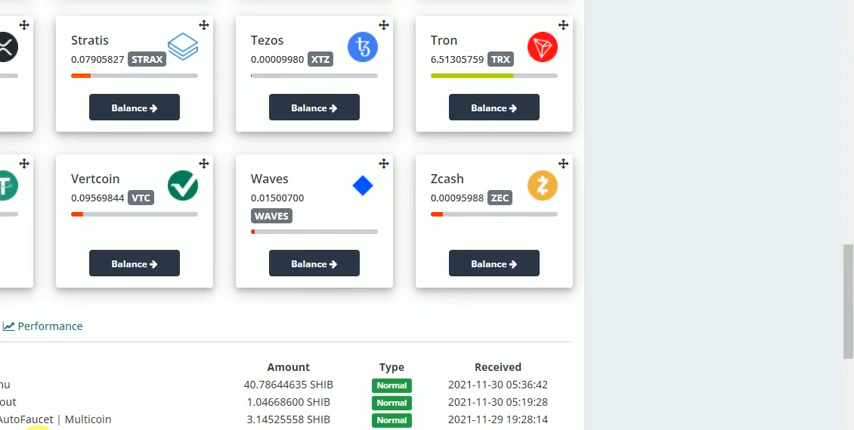 Stratis
0.07905827 STRAX
Balance
Tezos
0.00009980 XTZ
Balance
Tron
6.51305759 TRX
Balance
Vertcoin
0.09569844 VTC
Balance
Waves
0.01500700
WAVES
Balance
Zcash
0.00095988 ZEC
Balance
Performance
Amount Type Received
nu 40.78644635 SHIB Normal 2021-11-30 05:36:42
out 1.04668600 SHIB Normal 2021-11-30 05:19:28
AutoFaucet | Multicoin 3.14525558 SHIB Normal 2021-11-29 19:28:14